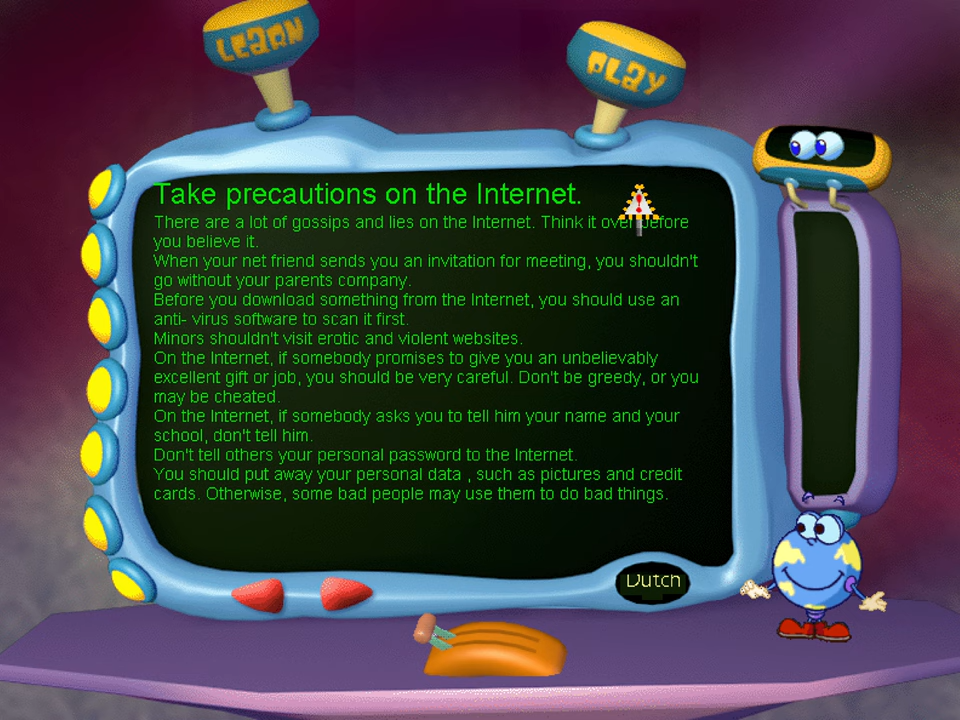 LEARN
PLAY
Take precautions on the Internet.
There are a lot of gossips and lies on the Internet. Think it over before
you believe it.
When your net friend sends you an invitation for meeting, you shouldn't
go without your parents company.
Before you download something from the Internet, you should use an
anti- virus software to scan it first.
Minors shouldn't visit erotic and violent websites.
On the Internet, if somebody promises to give you an unbelievably
excellent gift or job, you should be very careful. Don't be greedy, or you
may be cheated.
On the Internet, if somebody asks you to tell him your name and your
school, don't tell him.
Don't tell others your personal password to the Internet.
You should put away your personal data , such as pictures and credit
cards. Otherwise, some bad people may use them to do bad things.
Dutch